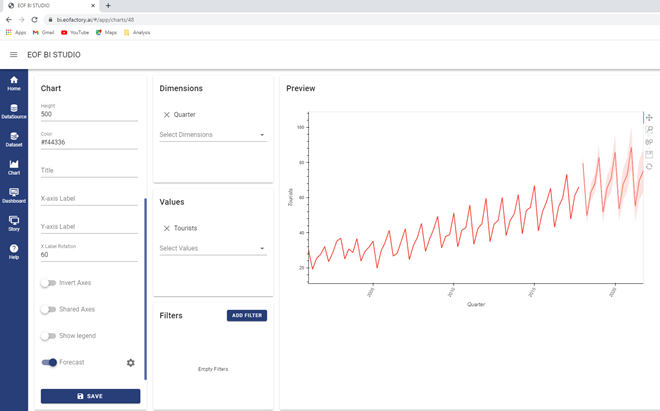 EOF BI STUDIO
bi.eofactory.ai/#/app/charts/48
Apps Gmail YouTube Maps Analysis
EOF BI STUDIO
Home
DataSource
Dataset
Chart
Dashboard
Story
Help
Chart
Height
500
Color
#f44336
Title
X-axis Label
Y-axis Label
X Label Rotation
60
Invert Axes
Shared Axes
Show legend
Forecast
SAVE
Dimensions
Quarter
Select Dimensions
Values
Tourists
Select Values
Filters
ADD FILTER
Empty Filters
Preview
100
80
60
40
20
Tourists
2005
2010
2015
2020
Quarter